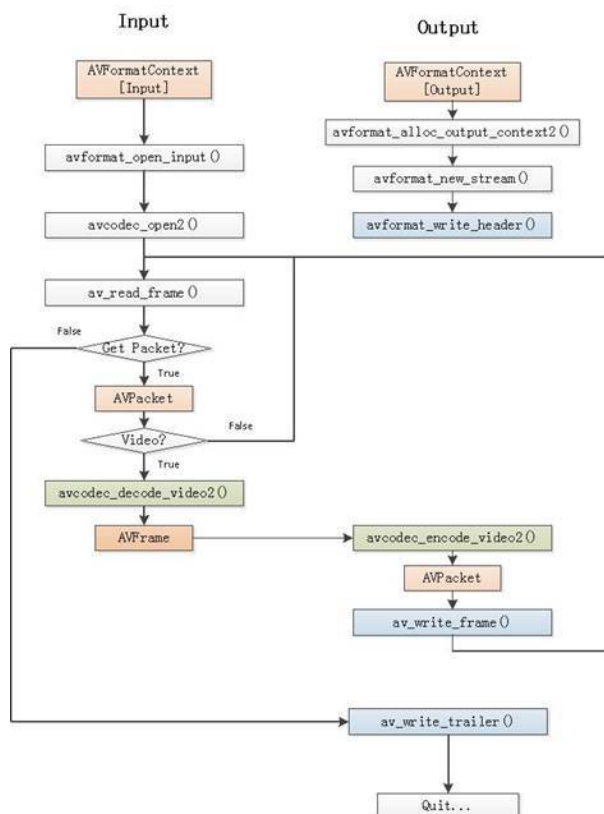 Input
Output
AVFormatContext
[Input]
AVFormatContext
[Output]
avformat_alloc_output_context2()
avformat_open_input()
avformat_new_stream()
avcodec_open2()
avformat_write_header()
av_read_frame()
False
Get Packet?
True
AVPacket
Video?
False
True
avcodec_decode_video2()
AVFrame
avcodec_encode_video2()
AVPacket
av_write_frame()
av_write_trailer()
Quit...